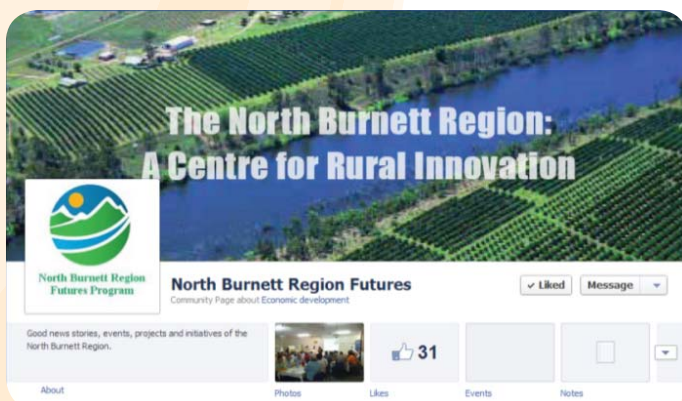 The North Burnett Region:
A Centre for Rural Innovation
North Burnett Region
Futures Program
North Burnett Region Futures
Community Page about Economic development
Liked
Message
Good news stories, events, projects and initiatives of the
North Burnett Region.
About
31
Photos
Likes
Events
Notes